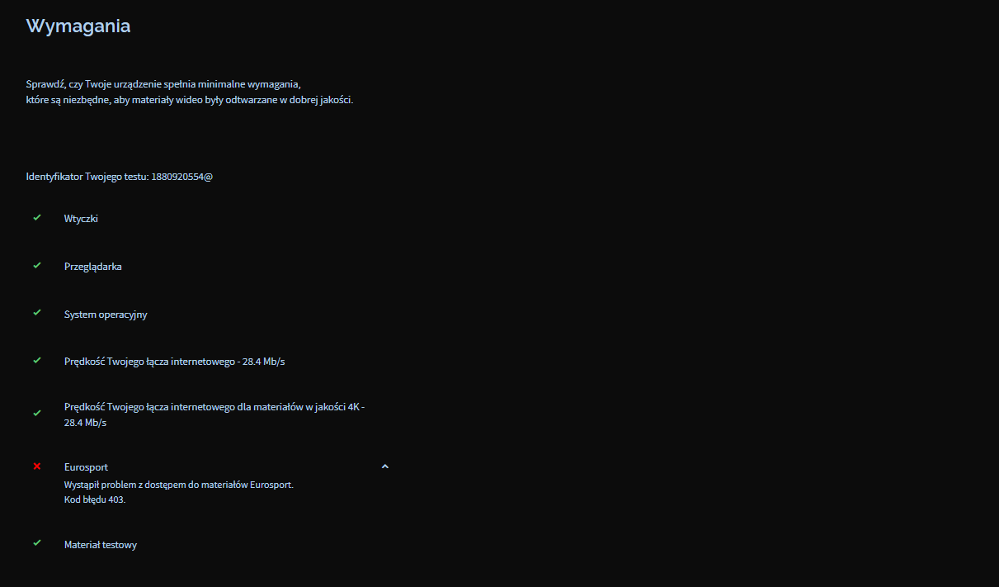 Wymagania
Sprawdź, czy Twoje urządzenie spełnia minimalne wymagania,
które są niezbędne, aby materiały wideo były odtwarzane w dobrej jakości.
Identyfikator Twojego testu: 1880920554@
Wtyczki
Przeglądarka
System operacyjny
Prędkość Twojego łącza internetowego - 28.4 Mb/s
Prędkość Twojego łącza internetowego dla materiałów w jakości 4K -
28.4 Mb/s
Eurosport
Wystąpił problem z dostępem do materiałów Eurosport.
Kod błędu 403.
Materiał testowy